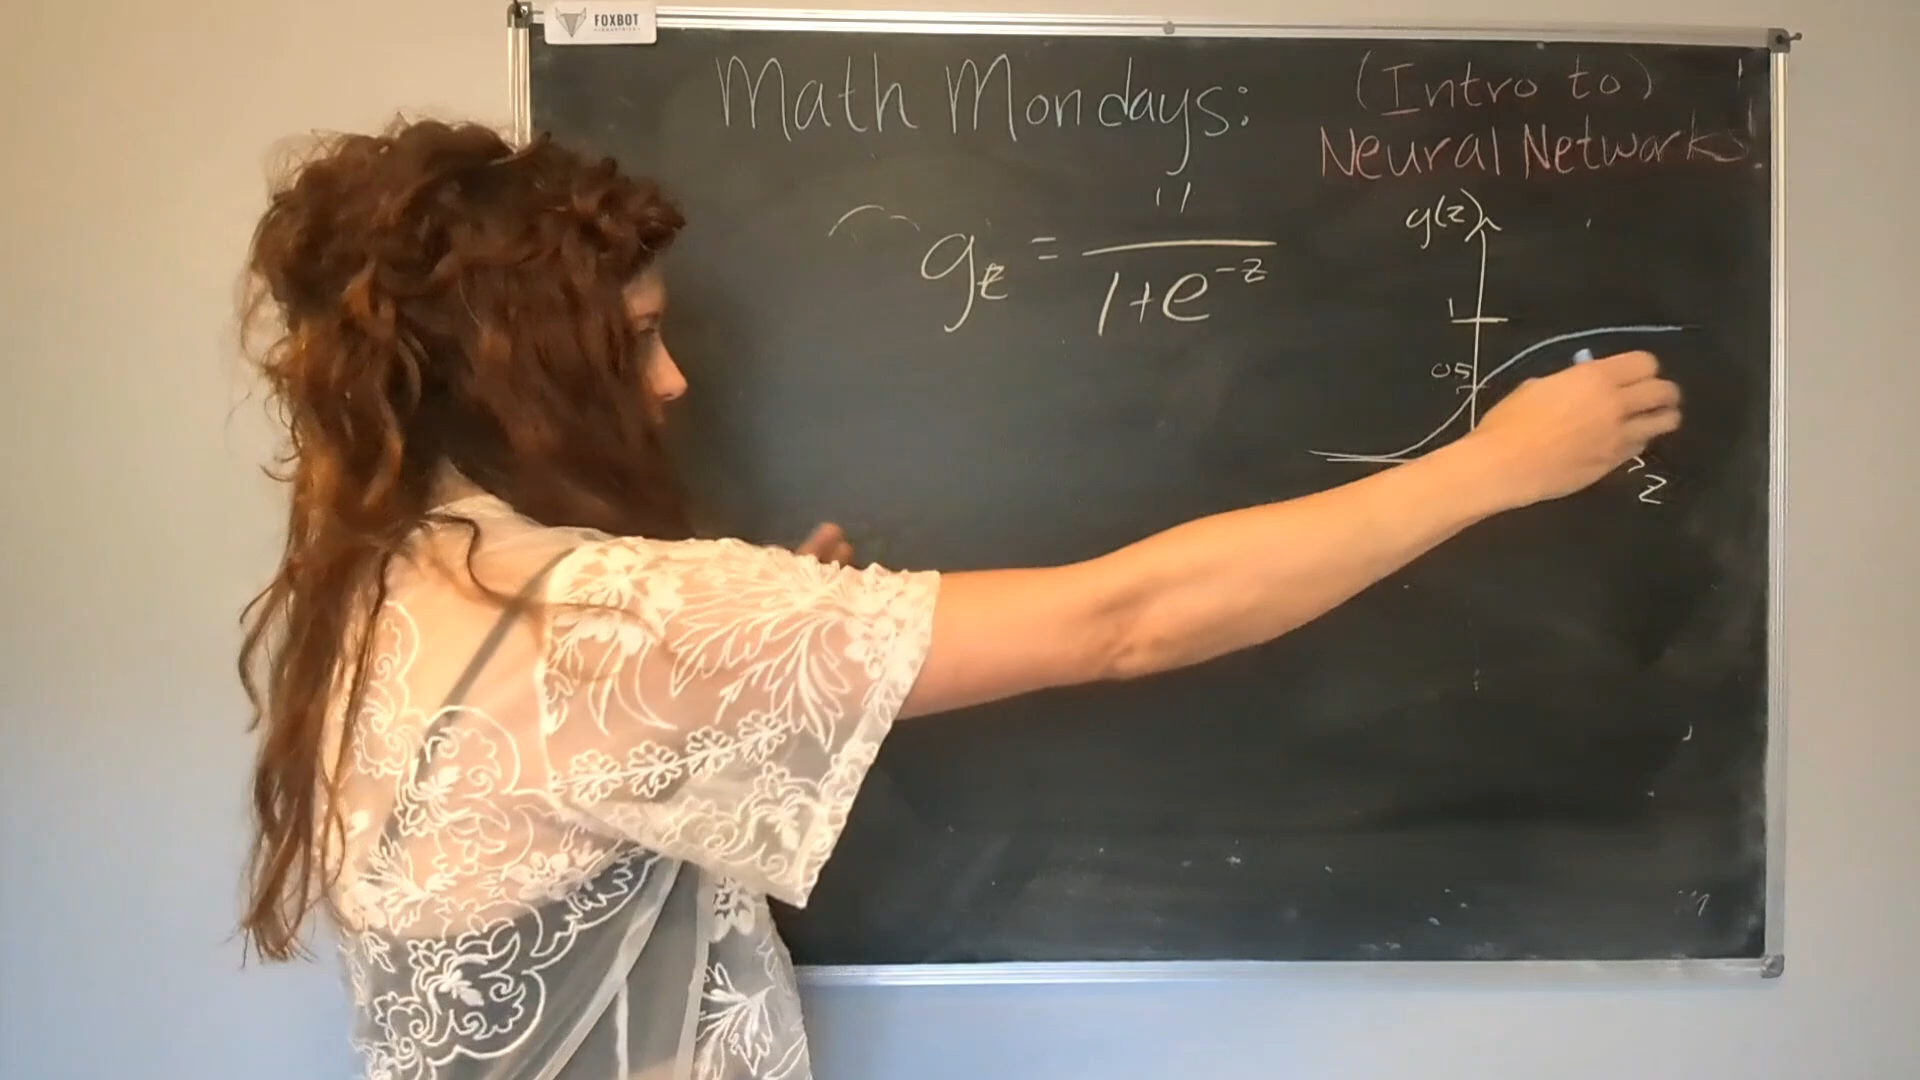 FOXBOT
Math Mondays:
(Intro to)
Neural Networks
g z = 1 / 1+e^-z
g(z)
1
0.5
z